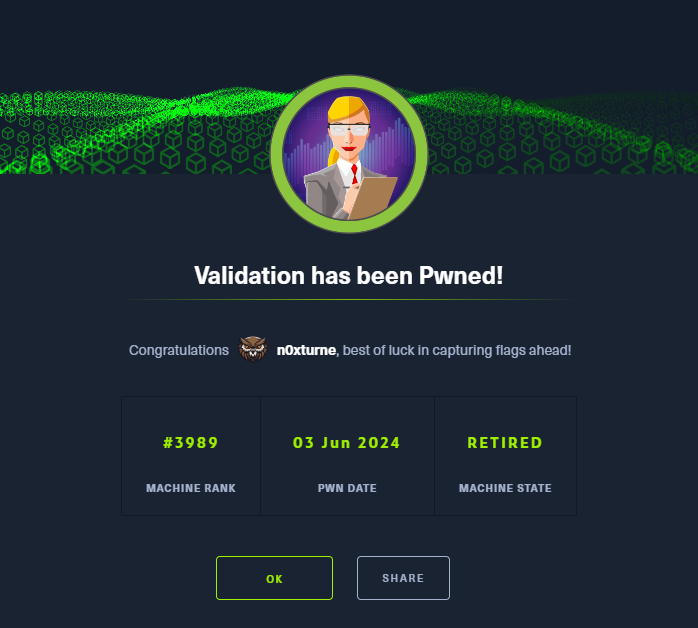 Validation has been Pwned!
Congratulations n0xturne, best of luck in capturing flags ahead!
#3989 03 Jun 2024 RETIRED
MACHINE RANK PWN DATE MACHINE STATE
OK SHARE